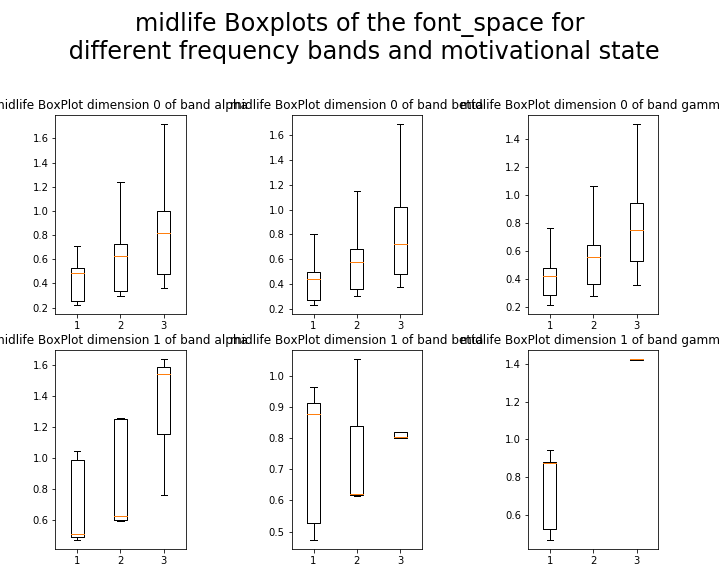 midlife Boxplots of the font_space for
different frequency bands and motivational state
midlife BoxPlot dimension 0 of band alpha
1.6
1.4
1.2
1.0
0.8
0.6
0.4
0.2
1 2 3
midlife BoxPlot dimension 0 of band beta
1.6
1.4
1.2
1.0
0.8
0.6
0.4
0.2
1 2 3
midlife BoxPlot dimension 0 of band gamm
1.4
1.2
1.0
0.8
0.6
0.4
0.2
1 2 3
midlife BoxPlot dimension 1 of band alpha
1.6
1.4
1.2
1.0
0.8
0.6
1 2 3
midlife BoxPlot dimension 1 of band beta
1.0
0.9
0.8
0.7
0.6
0.5
1 2 3
midlife BoxPlot dimension 1 of band gamm
1.4
1.2
1.0
0.8
0.6
1 2 3